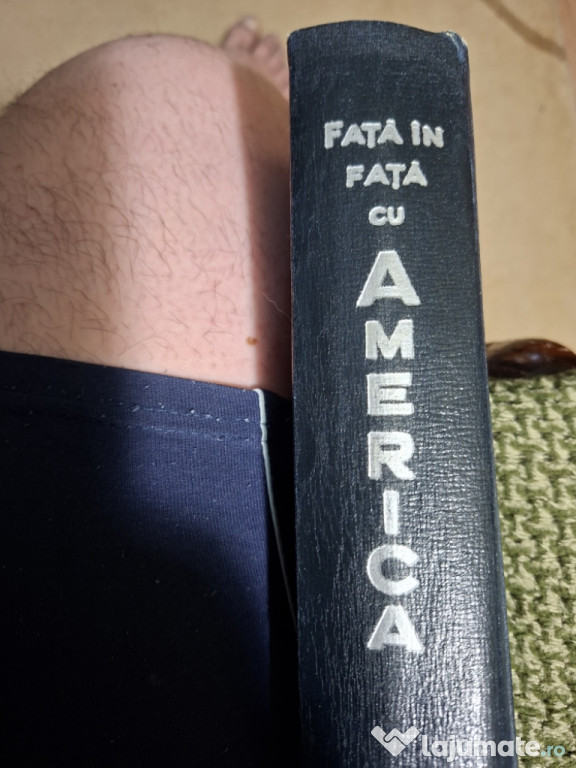 FAȚĂ ÎN
FAȚĂ
CU
AMERICA
lajumate.ro